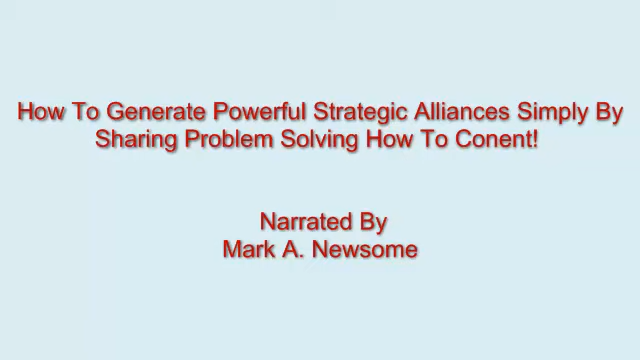 How To Generate Powerful Strategic Alliances Simply By
Sharing Problem Solving How To Conent!
Narrated By
Mark A. Newsome